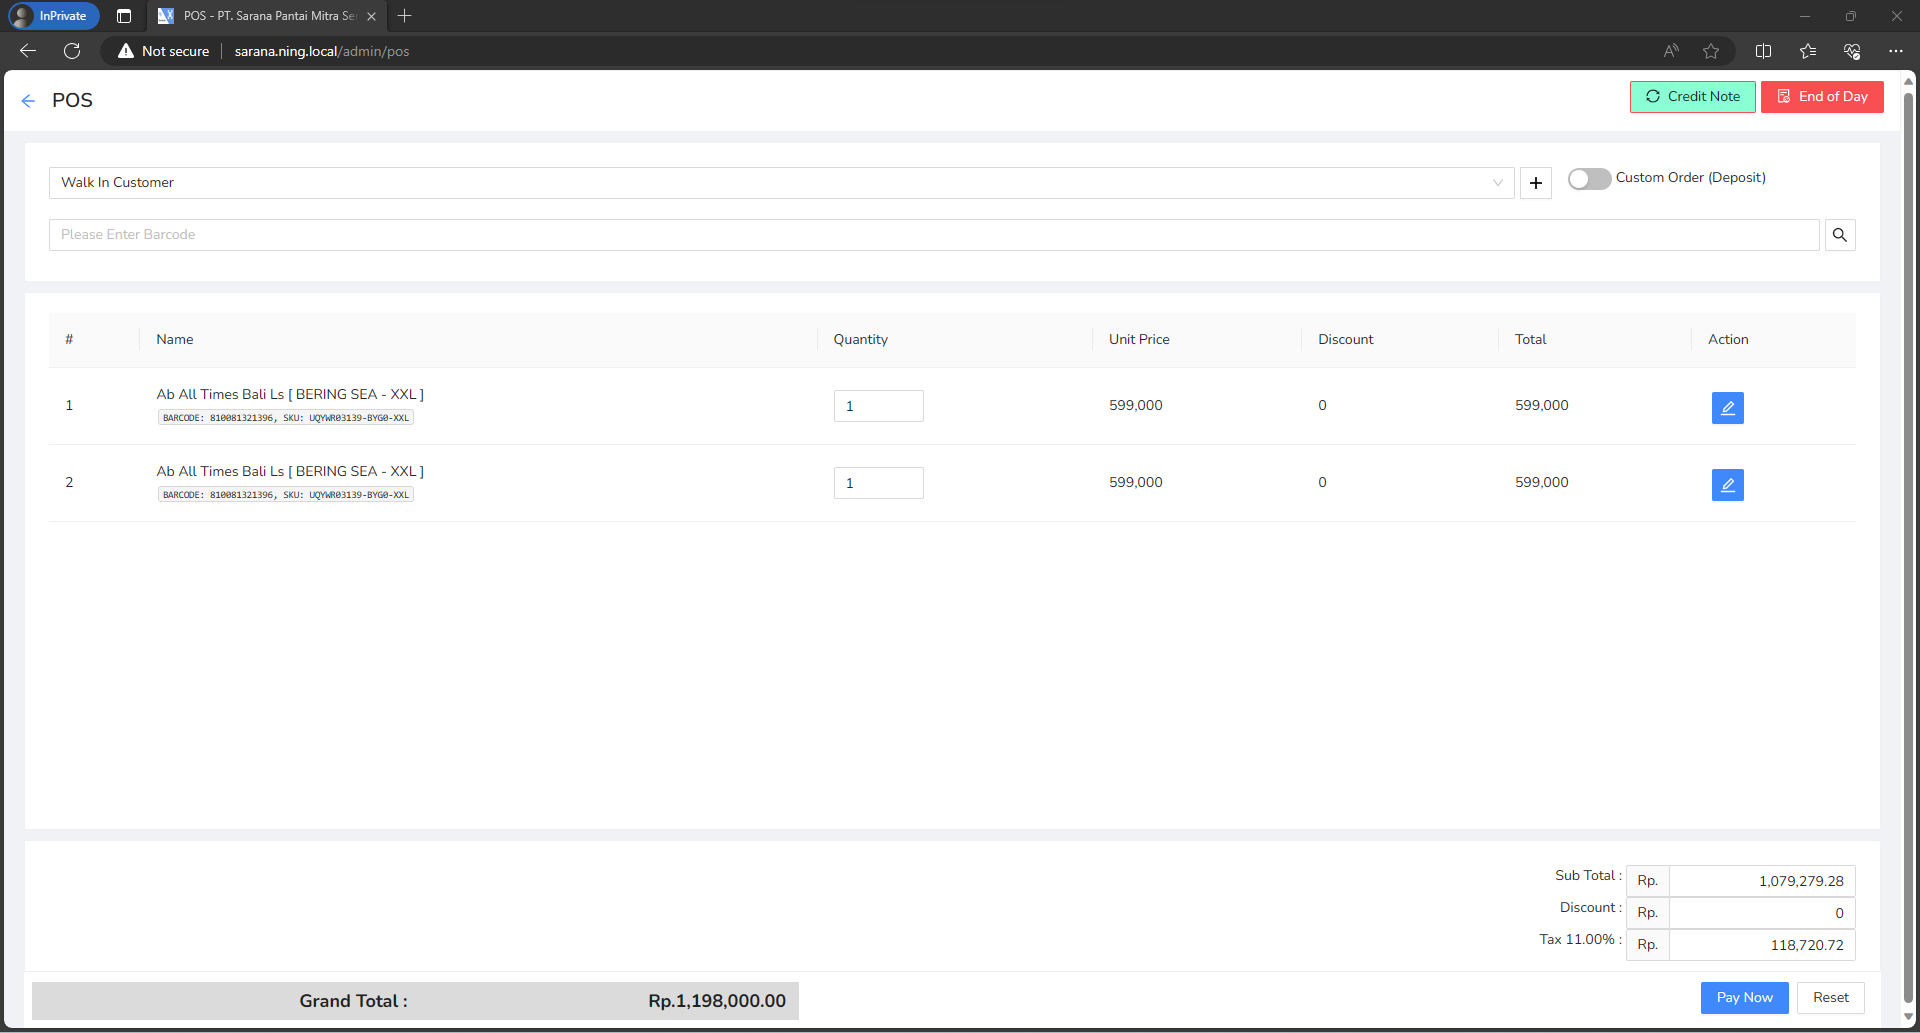 InPrivate
POS - PT. Sarana Pantai Mitra Se
Not secure
sarana.ning.local/admin/pos
POS
Credit Note
End of Day
Walk In Customer
Custom Order (Deposit)
Please Enter Barcode
# Name Quantity Unit Price Discount Total Action
1 Ab All Times Bali Ls [ BERING SEA - XXL ] 1 599,000 0 599,000
BARCODE: 810081321396, SKU: UQYWR03139-BYG0-XXL
2 Ab All Times Bali Ls [ BERING SEA - XXL ] 1 599,000 0 599,000
BARCODE: 810081321396, SKU: UQYWR03139-BYG0-XXL
Sub Total : Rp. 1,079,279.28
Discount : Rp. 0
Tax 11.00% : Rp. 118,720.72
Grand Total : Rp.1,198,000.00
Pay Now
Reset